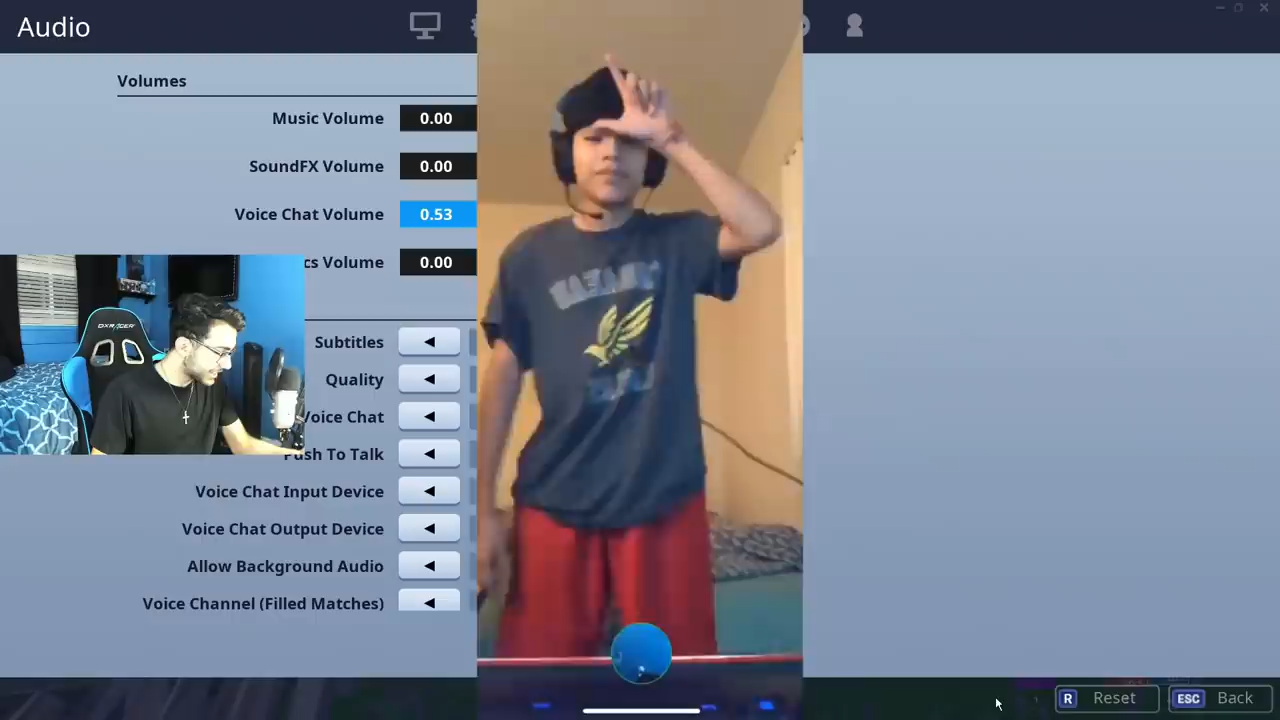 Audio
Volumes
Music Volume 0.00
SoundFX Volume 0.00
Voice Chat Volume 0.53
cs Volume 0.00
Subtitles
Quality
Voice Chat
Push To Talk
Voice Chat Input Device
Voice Chat Output Device
Allow Background Audio
Voice Channel (Filled Matches)
DXRACER
R Reset
ESC Back